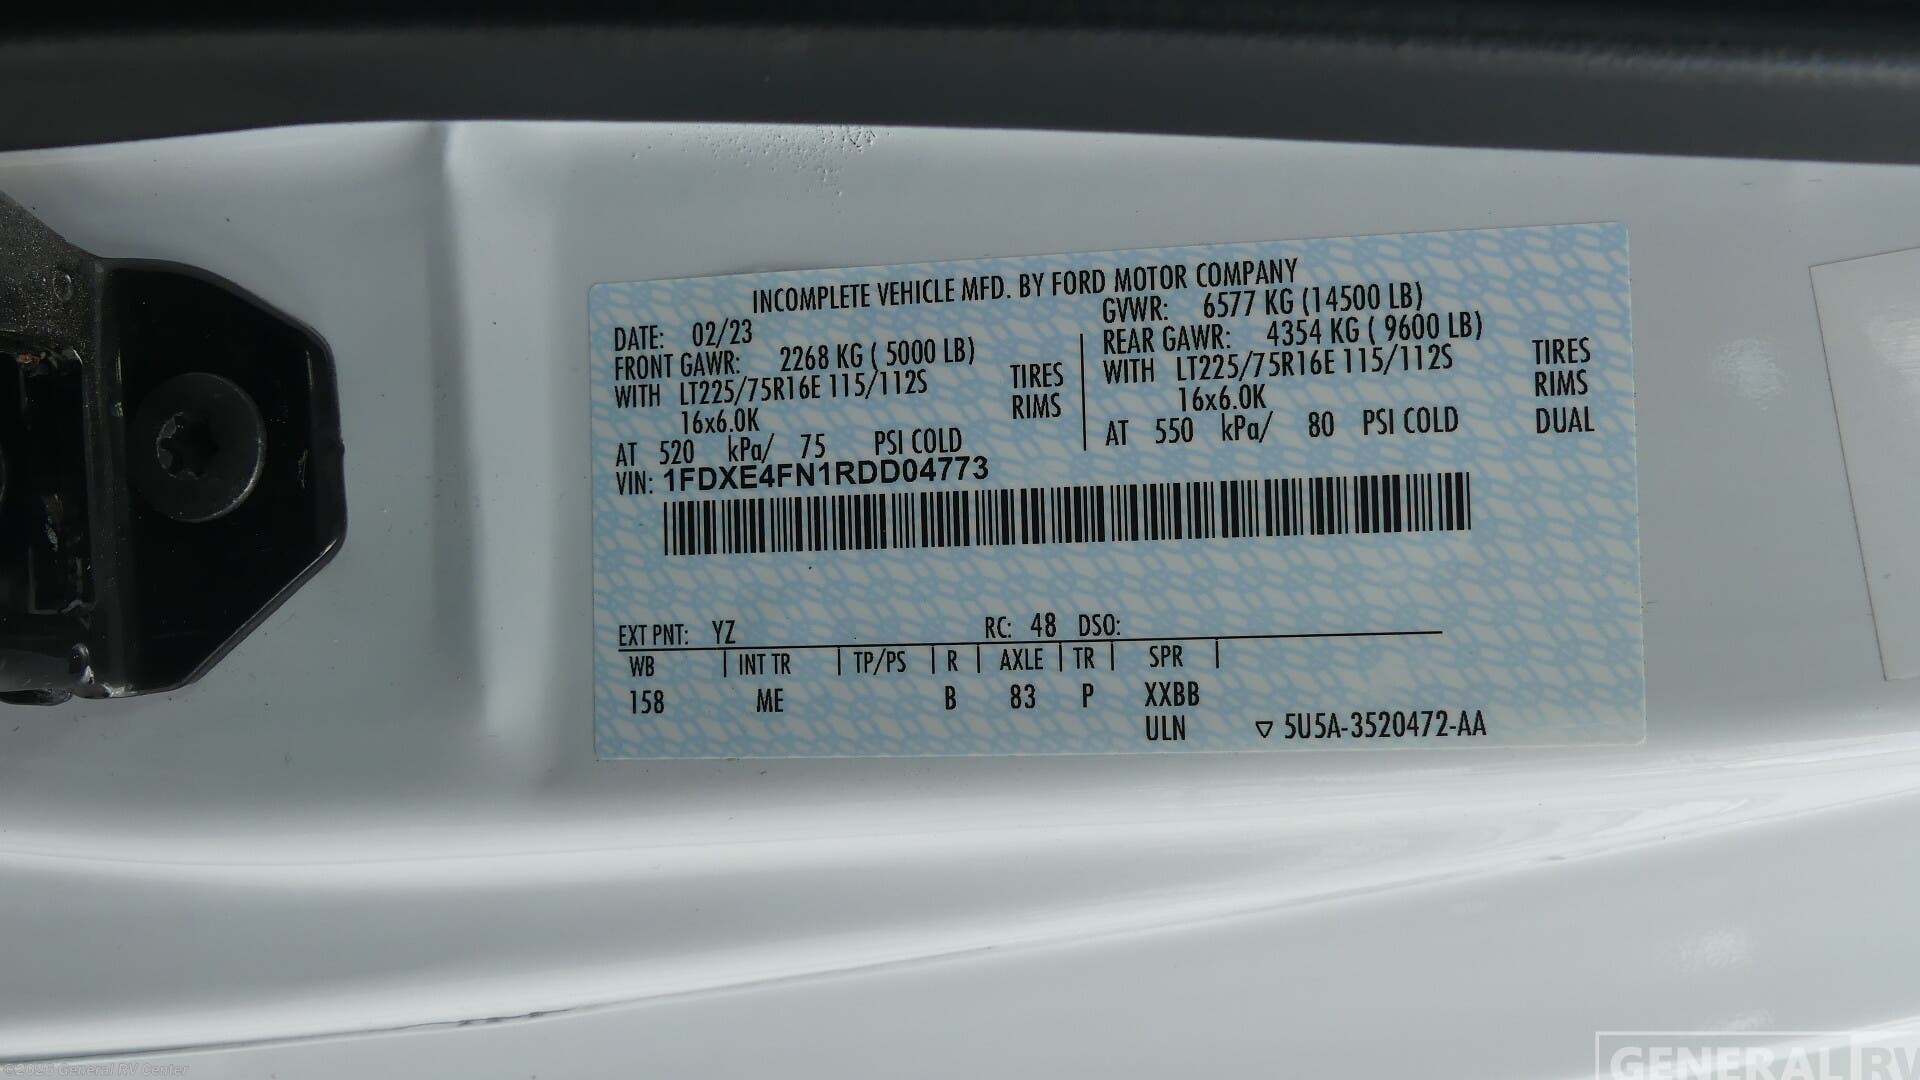 INCOMPLETE VEHICLE MFD. BY FORD MOTOR COMPANY
DATE: 02/23 GVWR: 6577 KG (14500 LB)
FRONT GAWR: 2268 KG ( 5000 LB) REAR GAWR: 4354 KG ( 9600 LB)
WITH LT225/75R16E 115/112S TIRES WITH LT225/75R16E 115/112S TIRES
16x6.0K RIMS 16x6.0K RIMS
AT 520 kPa/ 75 PSI COLD AT 550 kPa/ 80 PSI COLD DUAL
VIN: 1FDXE4FN1RDD04773
EXT PNT: YZ RC: 48 DSO:
WB INT TR TP/PS R AXLE TR SPR
158 ME B 83 P XXBB
ULN ▽ 5U5A-3520472-AA
GENERAL RV
General RV Center